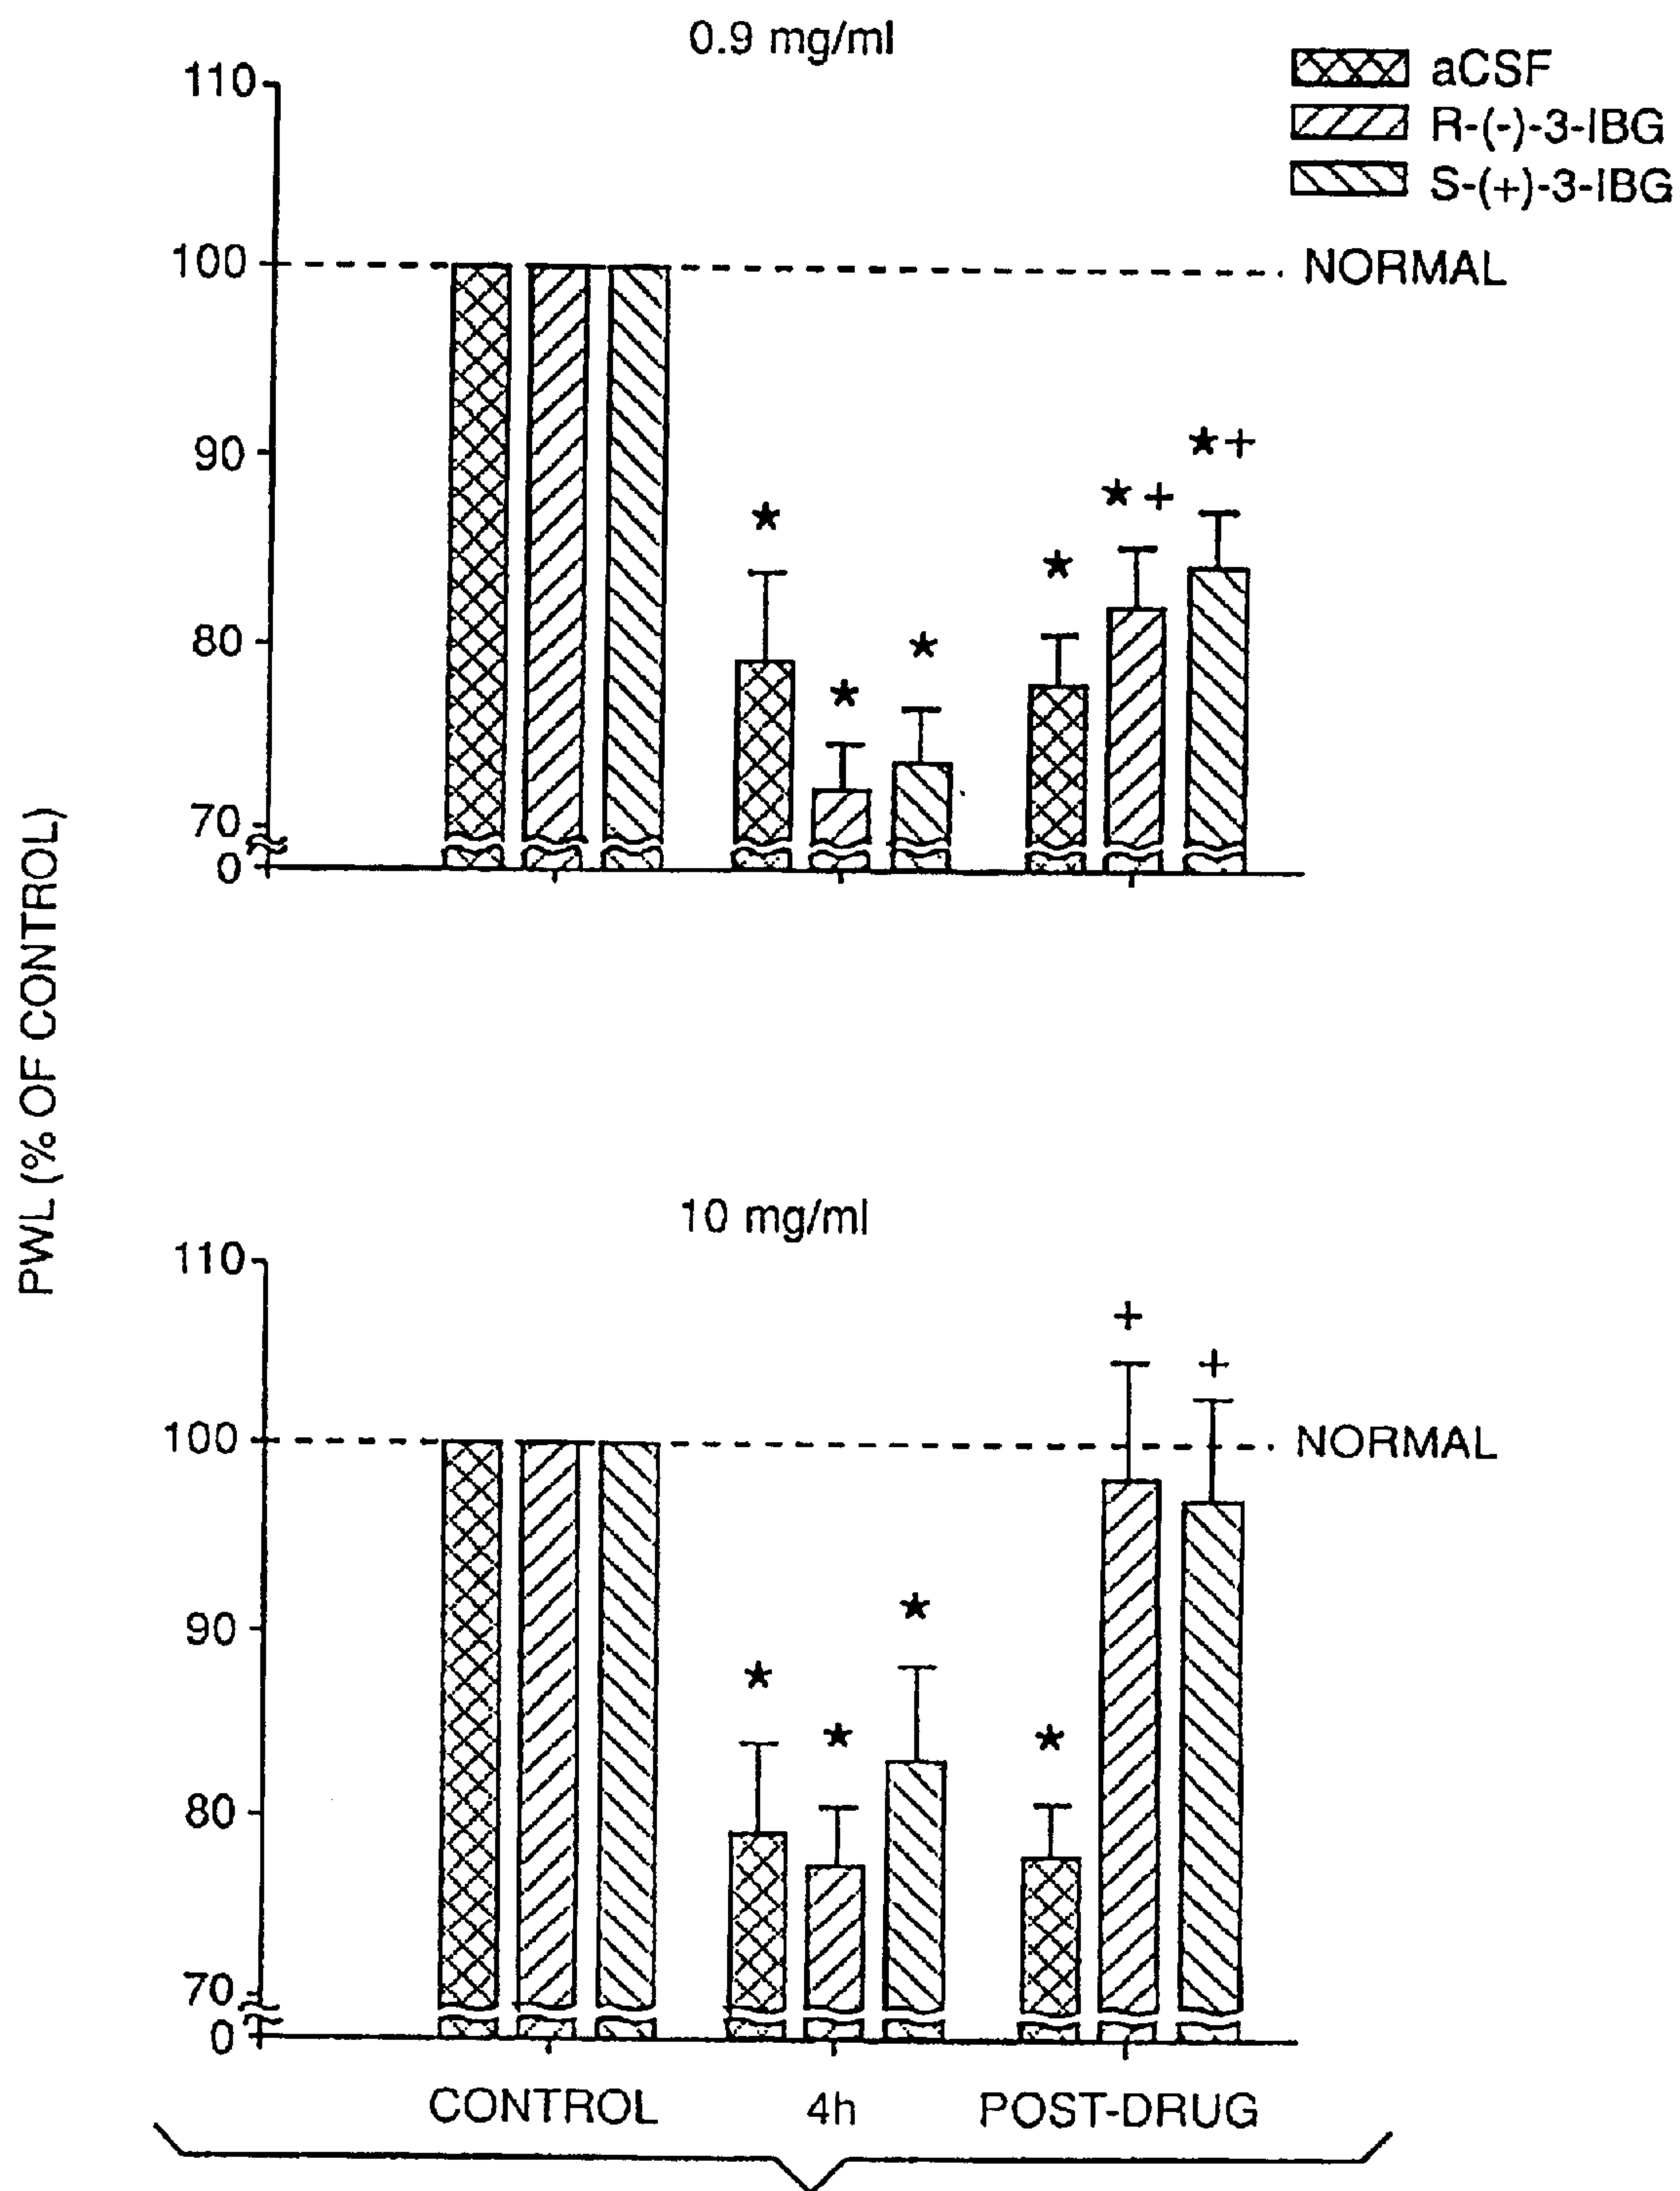 0.9 mg/ml
aCSF
R-(-)-3-IBG
S-(+)-3-IBG
110
100
NORMAL
90
★+
★+
★
★
★
★
80
70
0
PWL (% OF CONTROL)
10 mg/ml
110
+
+
100
NORMAL
90
★
★
★
★
80
70
0
CONTROL
4h
POST-DRUG